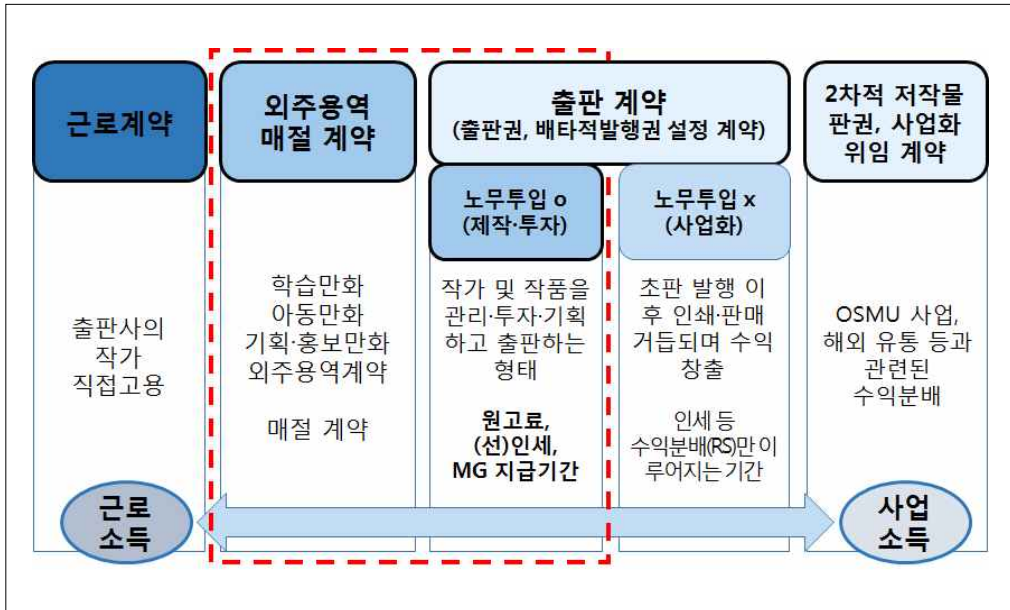 근로계약
외주용역
매절 계약
출판 계약
(출판권, 배타적발행권 설정 계약)
2차적 저작물
판권, 사업화
위임 계약
노무투입 o
(제작·투자)
노무투입 x
(사업화)
출판사의
작가
직접고용
학습만화
아동만화
기획·홍보만화
외주용역계약
매절 계약
작가 및 작품을
관리·투자·기획
하고 출판하는
형태
원고료,
(선)인세,
MG 지급기간
초판 발행 이
후 인쇄·판매
거듭되며 수익
창출
인세 등
수익분배(RS)만 이
루어지는 기간
OSMU 사업,
해외 유통 등과
관련된
수익분배
근로
소득
사업
소득